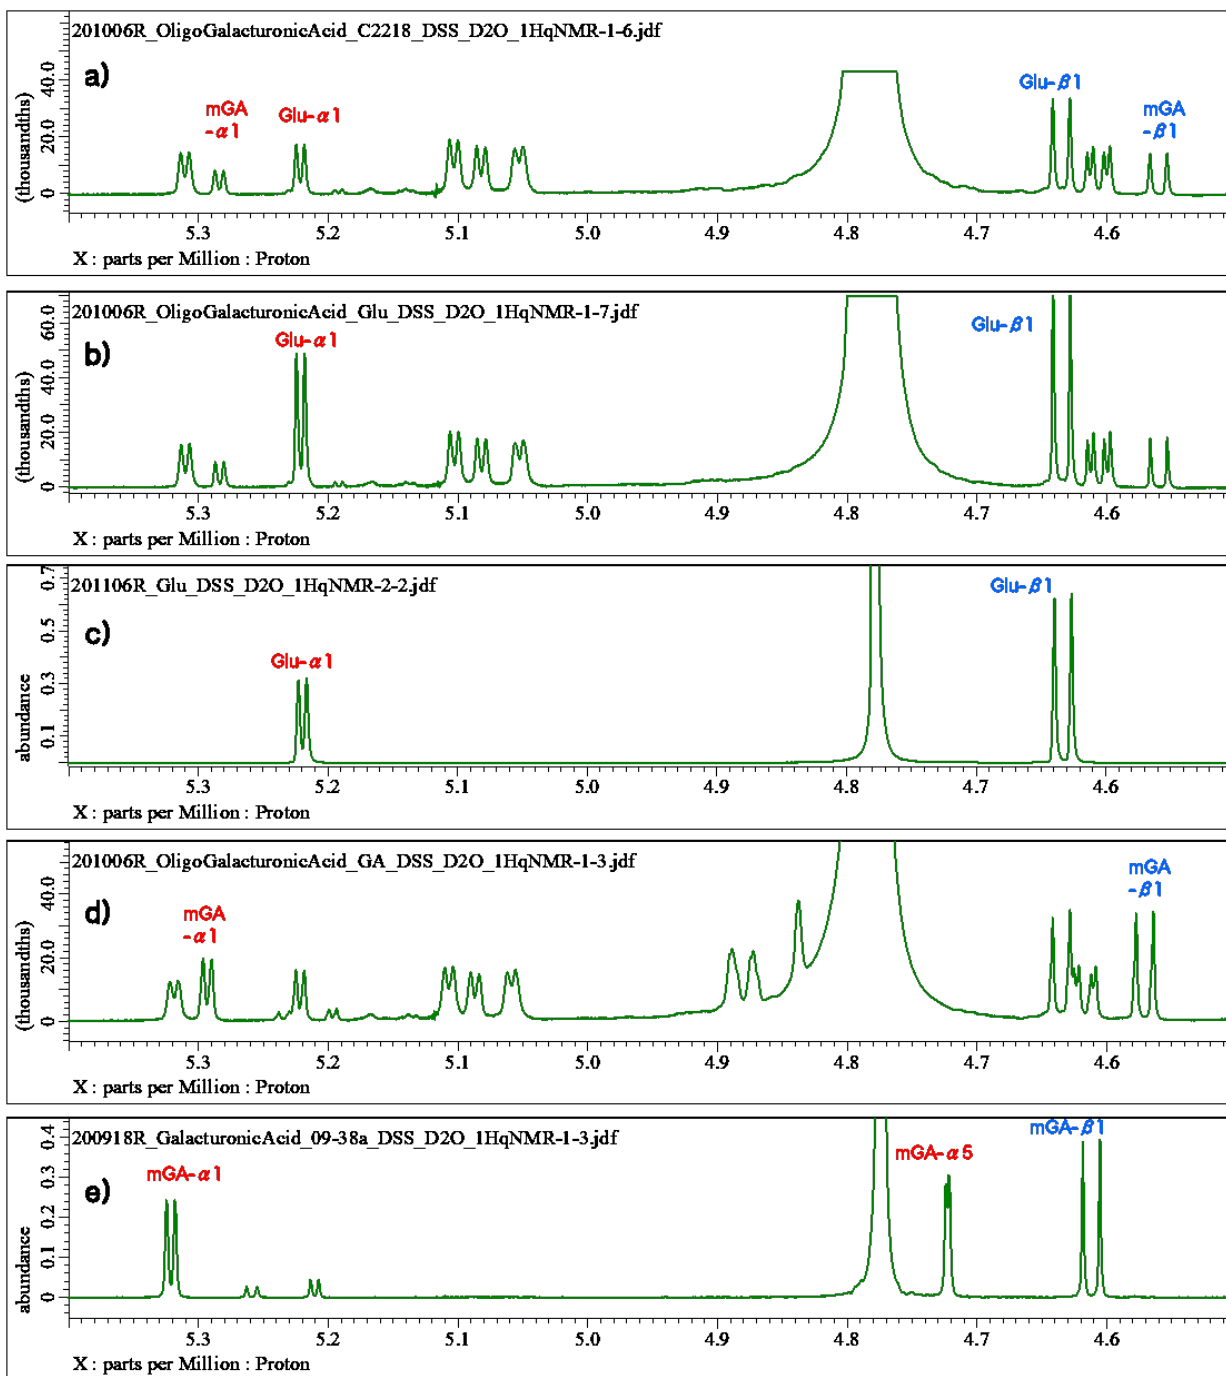 201006R_OligoGalacturonicAcid_C2218_DSS_D2O_1HqNMR-1-6.jdf
a)
mGA
-α1
Glu-α1
Glu-β1
mGA
-β1
(thousandths)
40.0
20.0
0
5.3 5.2 5.1 5.0 4.9 4.8 4.7 4.6
X : parts per Million : Proton
201006R_OligoGalacturonicAcid_Glu_DSS_D2O_1HqNMR-1-7.jdf
b)
Glu-α1
Glu-β1
(thousandths)
60.0
40.0
20.0
0
5.3 5.2 5.1 5.0 4.9 4.8 4.7 4.6
X : parts per Million : Proton
201106R_Glu_DSS_D2O_1HqNMR-2-2.jdf
c)
Glu-α1
Glu-β1
abundance
0.7
0.5
0.3
0.1
5.3 5.2 5.1 5.0 4.9 4.8 4.7 4.6
X : parts per Million : Proton
201006R_OligoGalacturonicAcid_GA_DSS_D2O_1HqNMR-1-3.jdf
d)
mGA
-α1
mGA
-β1
(thousandths)
40.0
20.0
0
5.3 5.2 5.1 5.0 4.9 4.8 4.7 4.6
X : parts per Million : Proton
200918R_GalacturonicAcid_09-38a_DSS_D2O_1HqNMR-1-3.jdf
e)
mGA-α1
mGA-α5
mGA-β1
abundance
0.4
0.3
0.2
0.1
0
5.3 5.2 5.1 5.0 4.9 4.8 4.7 4.6
X : parts per Million : Proton